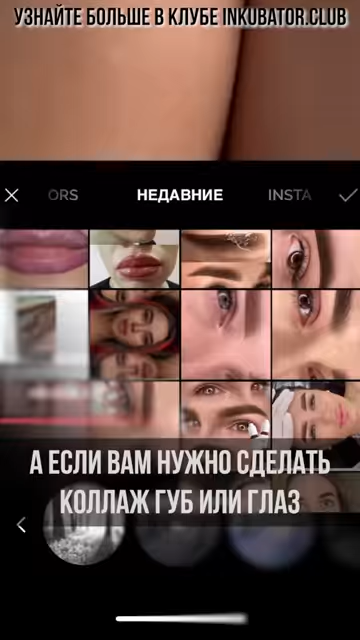 УЗНАЙТЕ БОЛЬШЕ В КЛУБЕ INKUBATOR.CLUB
ORS НЕДАВНИЕ INSTA
А ЕСЛИ ВАМ НУЖНО СДЕЛАТЬ
КОЛЛАЖ ГУБ ИЛИ ГЛАЗ